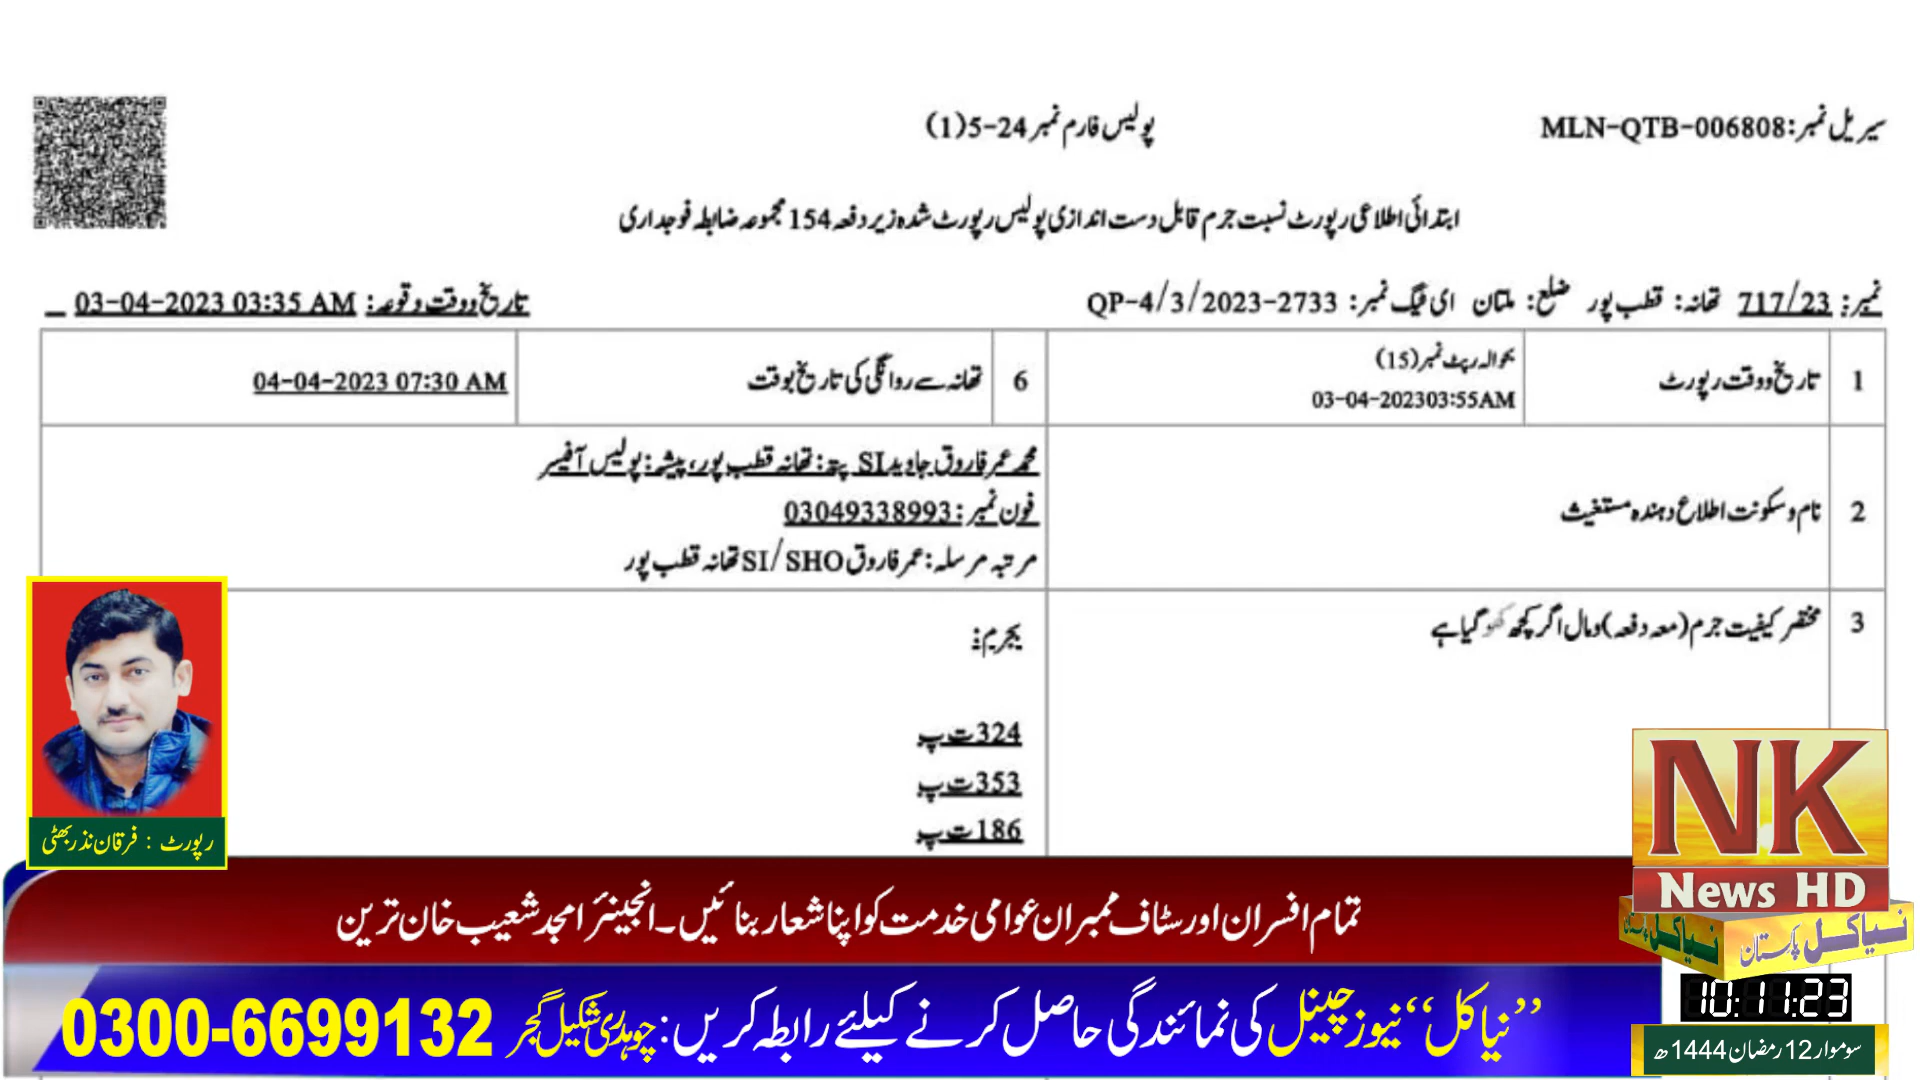 سیریل نمبر: MLN-QTB-006808
پولیس فارم نمبر 24-5(1)
ابتدائی اطلاعی رپورٹ نسبت جرم قابل دست اندازی پولیس رپورٹ شدہ زیر دفعہ 154 مجموعہ ضابطہ فوجداری
نمبر: 717/23 تھانہ: قطب پور ضلع: ملتان ای ٹیگ نمبر: QP-4/3/2023-2733
تاریخ ووقت وقوعہ: 03-04-2023 03:35 AM
1 تاریخ ووقت رپورٹ
بحوالہ رپٹ نمبر (15)
03-04-202303:55AM
6 تھانہ سے روانگی کی تاریخ بوقت
04-04-2023 07:30 AM
2 نام و سکونت اطلاع دہندہ مستغیث
محمد عمر فاروق جاوید SI پتہ: تھانہ قطب پور، پیشہ: پولیس آفیسر
فون نمبر: 03049338993
مرتبہ مرسلہ: عمر فاروق SI/SHO تھانہ قطب پور
3 مختصر کیفیت جرم (معہ دفعہ) ومال اگر کچھ کھو گیا ہے
بجرم:
324 ت پ
353 ت پ
186 ت پ
رپورٹ : فرقان نذر بھٹی
NK
News HD
نیا کل پاکستان
نیا کل
تمام افسران اور سٹاف ممبران عوامی خدمت کو اپنا شعار بنائیں۔ انجینئر امجد شعیب خان ترین
”نیا کل“ نیوز چینل کی نمائندگی حاصل کرنے کیلئے رابطہ کریں: چوہدری شکیل گجر 0300-6699132
10:11:23
سوموار 12 رمضان 1444ھ